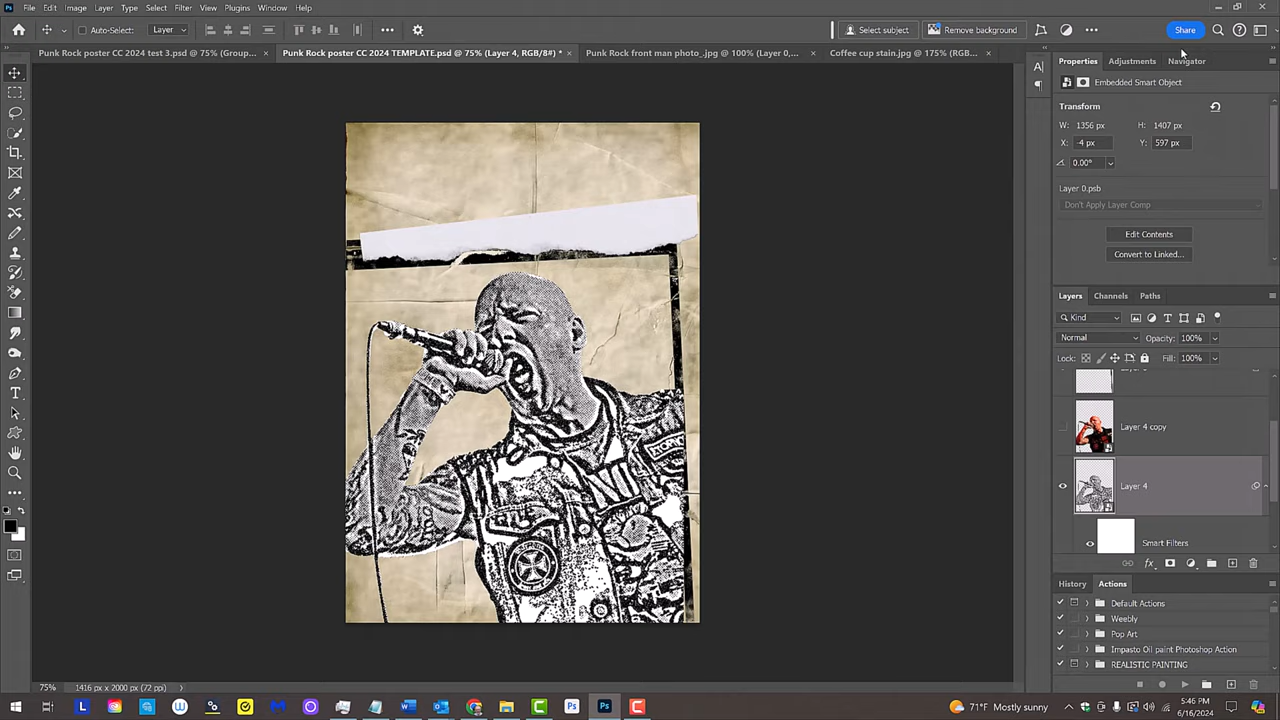 File Edit Image Layer Type Select Filter View Plugins Window Help
Auto-Select: Layer Select subject Remove background Share
Punk Rock poster CC 2024 test 3.psd @ 75% (Group... × Punk Rock poster CC 2024 TEMPLATE.psd @ 75% (Layer 4, RGB/8#) * × Punk Rock front man photo_.jpg @ 100% (Layer 0,... × Coffee cup stain.jpg @ 175% (RGB... ×
Properties Adjustments Navigator
Embedded Smart Object
Transform
W: 1356 px H: 1407 px
X: -4 px Y: 597 px
0.00°
Layer 0.psb
Don't Apply Layer Comp
Edit Contents
Convert to Linked...
Layers Channels Paths
Kind
Normal Opacity: 100%
Lock: Fill: 100%
Layer 4 copy
Layer 4
Smart Filters
NO
History Actions
Default Actions
Weebly
Pop Art
Impasto Oil paint Photoshop Action
REALISTIC PAINTING
75% 1416 px x 2000 px (72 ppi)
71°F Mostly sunny
5:46 PM
6/16/2024